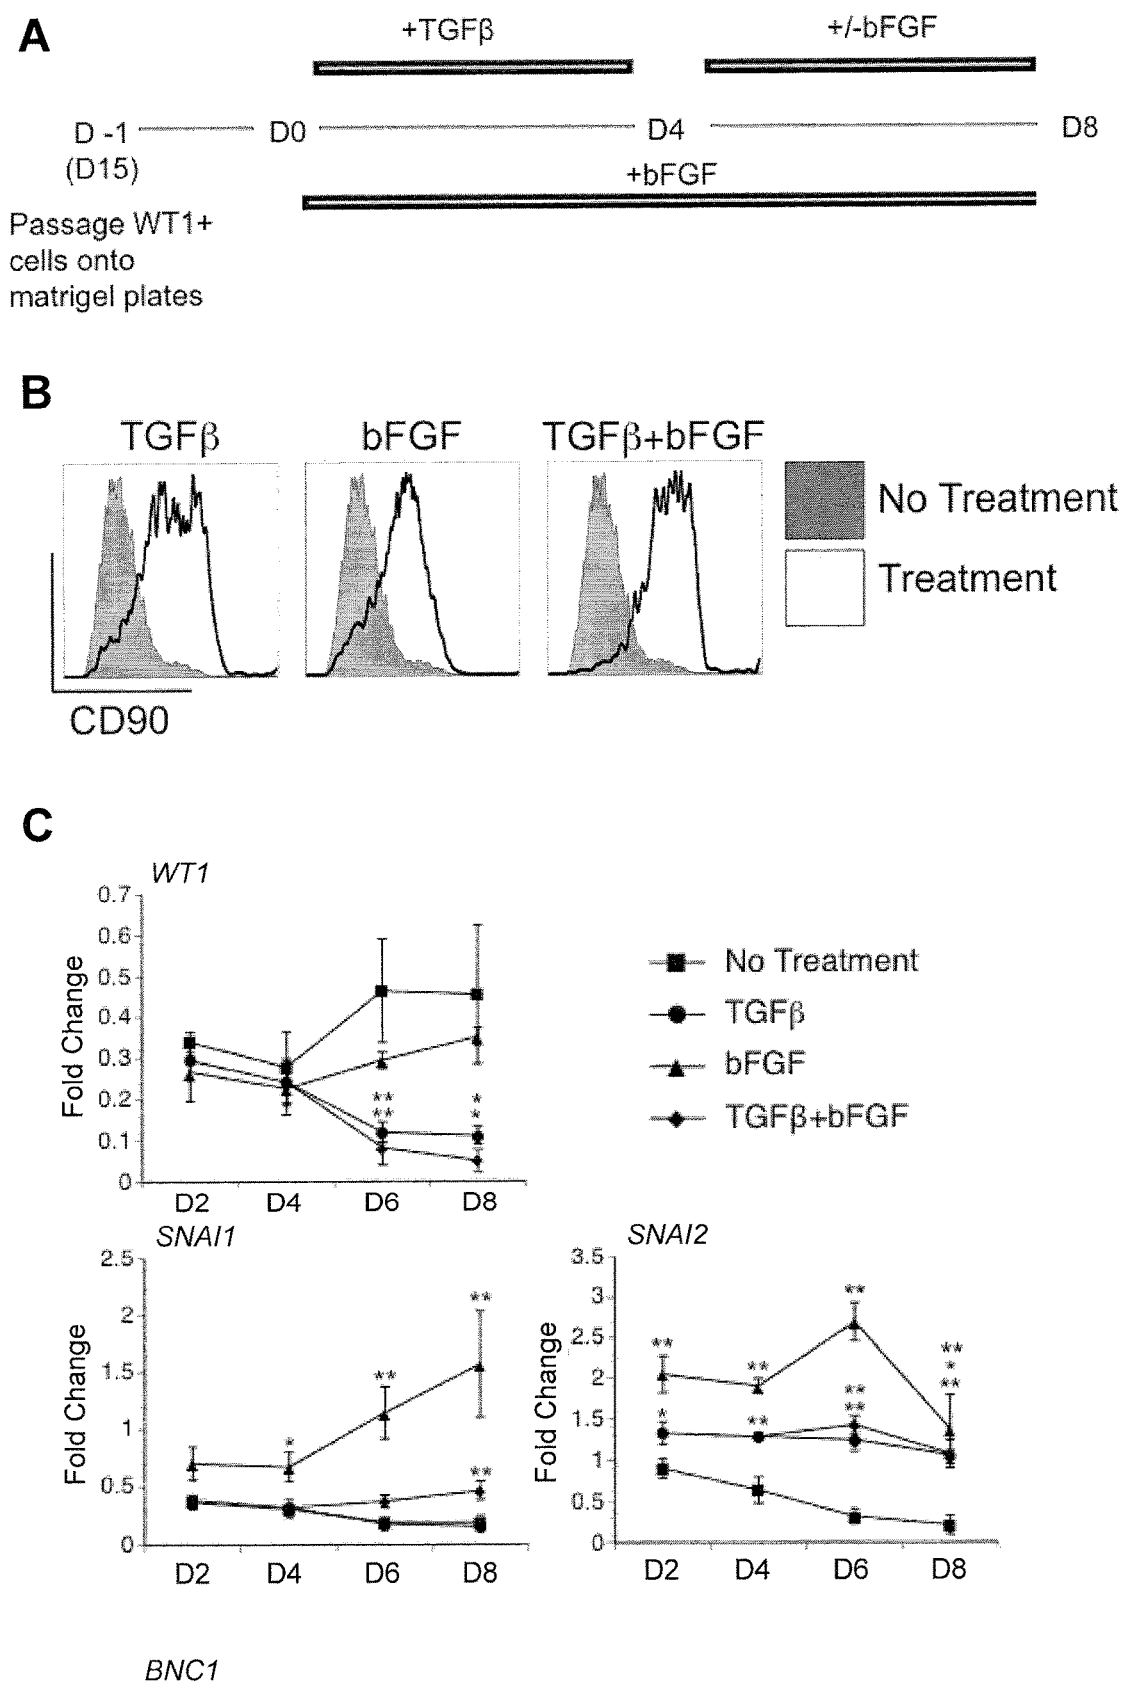 A
+TGFβ
+/-bFGF
D -1
(D15)
D0
D4
D8
+bFGF
Passage WT1+
cells onto
matrigel plates
B
TGFβ
bFGF
TGFβ+bFGF
No Treatment
Treatment
CD90
C
WT1
Fold Change
0.7
0.6
0.5
0.4
0.3
0.2
0.1
0
**
**
*
*
D2 D4 D6 D8
No Treatment
TGFβ
bFGF
TGFβ+bFGF
SNAI1
Fold Change
2.5
2
1.5
1
0.5
0
*
**
**
**
D2 D4 D6 D8
SNAI2
Fold Change
3.5
3
2.5
2
1.5
1
0.5
0
**
*
**
**
**
**
**
**
*
**
D2 D4 D6 D8
BNC1